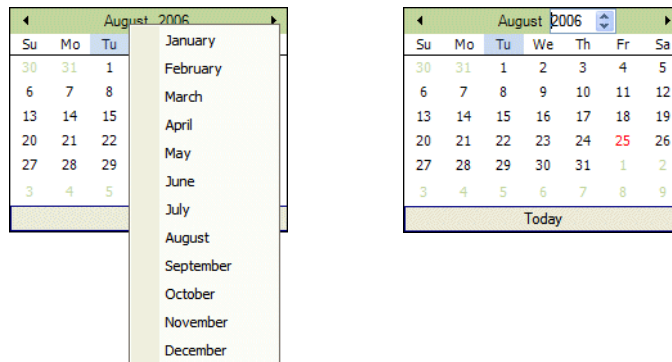 August 2006
Su Mo Tu
30 31 1
6 7 8
13 14 15
20 21 22
27 28 29
3 4 5
January
February
March
April
May
June
July
August
September
October
November
December
August 2006
Su Mo Tu We Th Fr Sa
30 31 1 2 3 4 5
6 7 8 9 10 11 12
13 14 15 16 17 18 19
20 21 22 23 24 25 26
27 28 29 30 31 1 2
3 4 5 6 7 8 9
Today